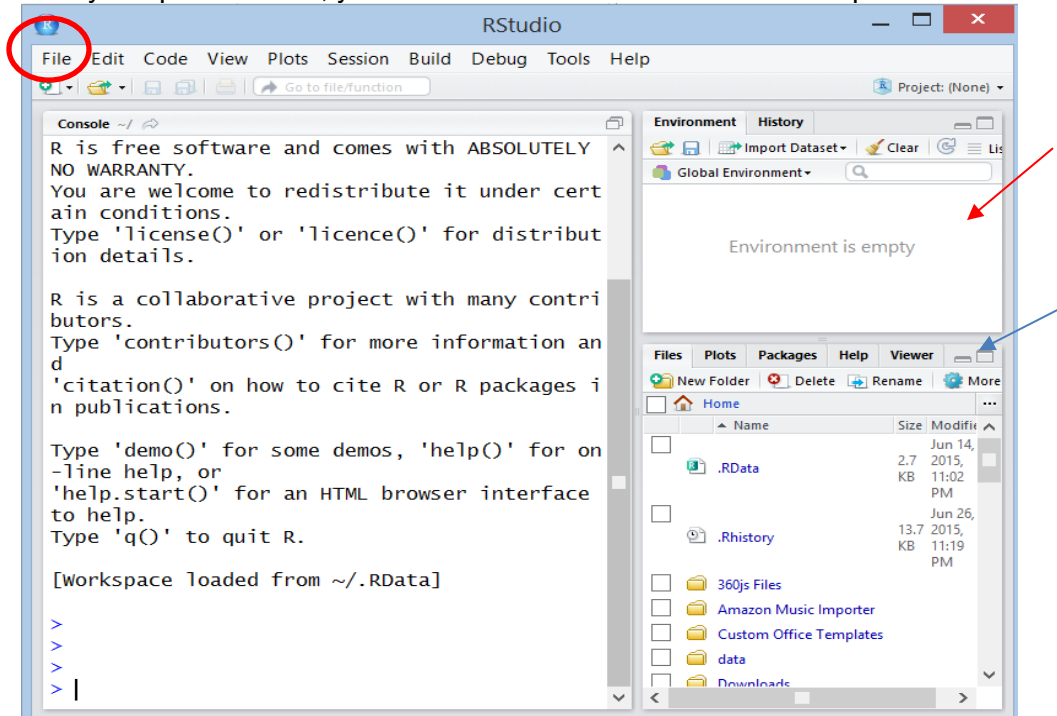 RStudio
File Edit Code View Plots Session Build Debug Tools Help
Go to file/function
Project: (None)
Console ~/
R is free software and comes with ABSOLUTELY
NO WARRANTY.
You are welcome to redistribute it under cert
ain conditions.
Type 'license()' or 'licence()' for distribut
ion details.
R is a collaborative project with many contri
butors.
Type 'contributors()' for more information an
d
'citation()' on how to cite R or R packages i
n publications.
Type 'demo()' for some demos, 'help()' for on
-line help, or
'help.start()' for an HTML browser interface
to help.
Type 'q()' to quit R.
[Workspace loaded from ~/.RData]
>
>
>
>
Environment History
Import Dataset Clear Lis
Global Environment
Environment is empty
Files Plots Packages Help Viewer
New Folder Delete Rename More
Home ...
Name Size Modifie
.RData 2.7 KB Jun 14, 2015, 11:02 PM
.Rhistory 13.7 KB Jun 26, 2015, 11:19 PM
360js Files
Amazon Music Importer
Custom Office Templates
data
Downloads